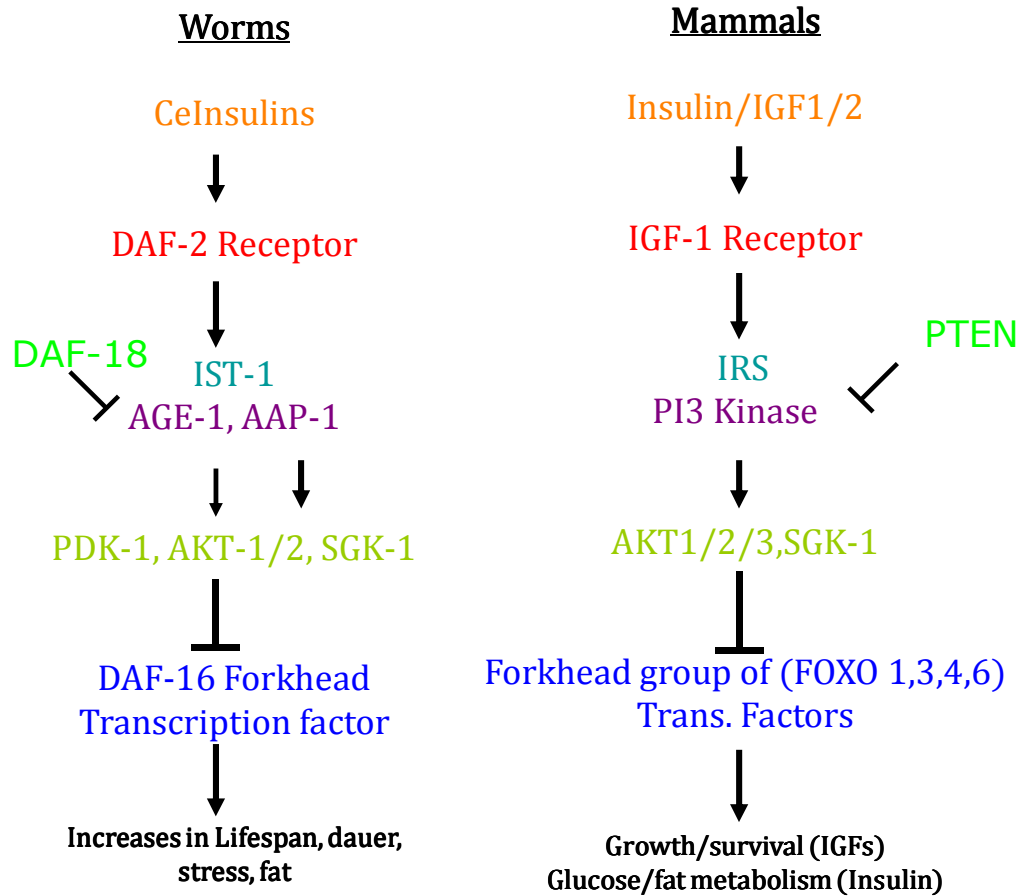 Worms
CeInsulins
DAF-2 Receptor
DAF-18
IST-1
AGE-1, AAP-1
PDK-1, AKT-1/2, SGK-1
DAF-16 Forkhead
Transcription factor
Increases in Lifespan, dauer,
stress, fat
Mammals
Insulin/IGF1/2
IGF-1 Receptor
PTEN
IRS
PI3 Kinase
AKT1/2/3,SGK-1
Forkhead group of (FOXO 1,3,4,6)
Trans. Factors
Growth/survival (IGFs)
Glucose/fat metabolism (Insulin)